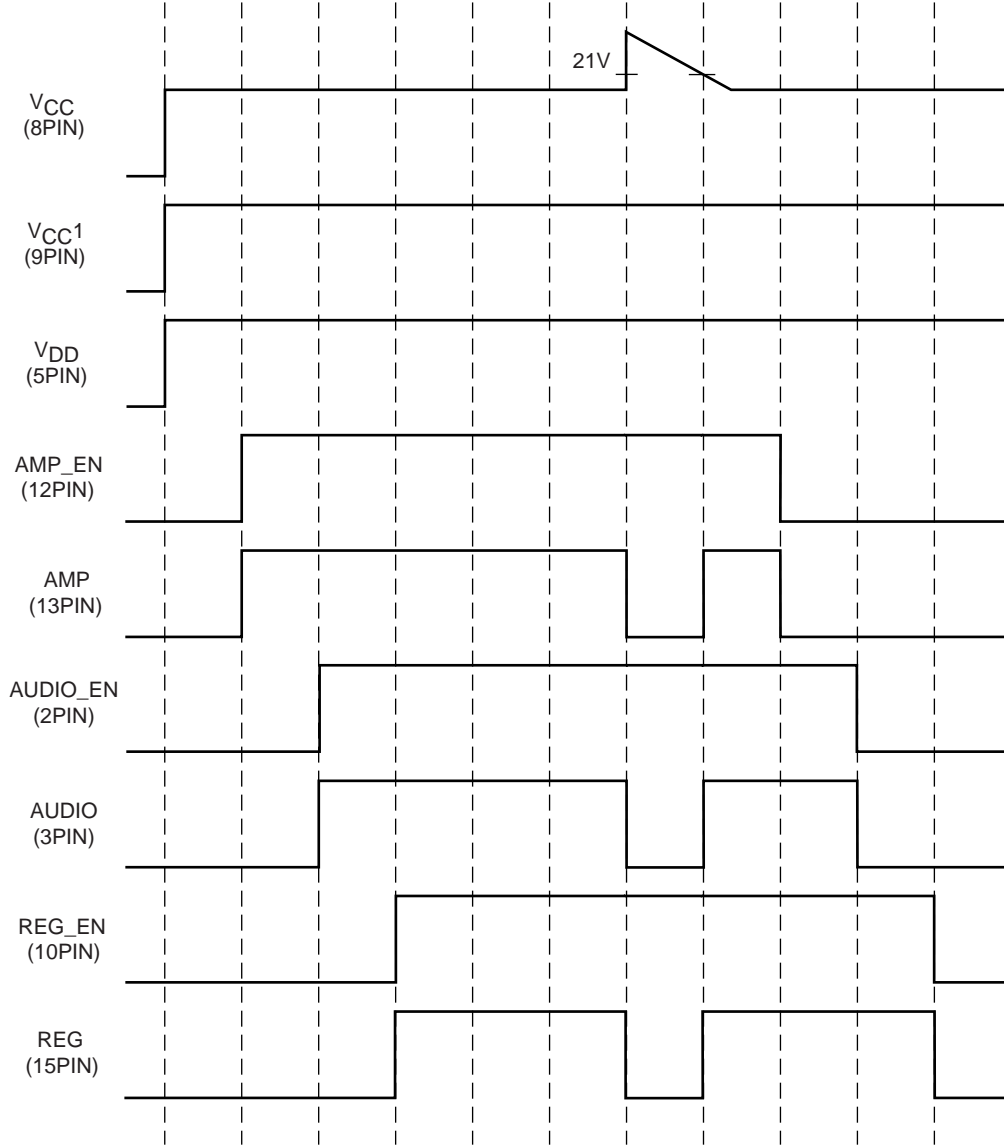 21V
VCC
(8PIN)
VCC1
(9PIN)
VDD
(5PIN)
AMP_EN
(12PIN)
AMP
(13PIN)
AUDIO_EN
(2PIN)
AUDIO
(3PIN)
REG_EN
(10PIN)
REG
(15PIN)